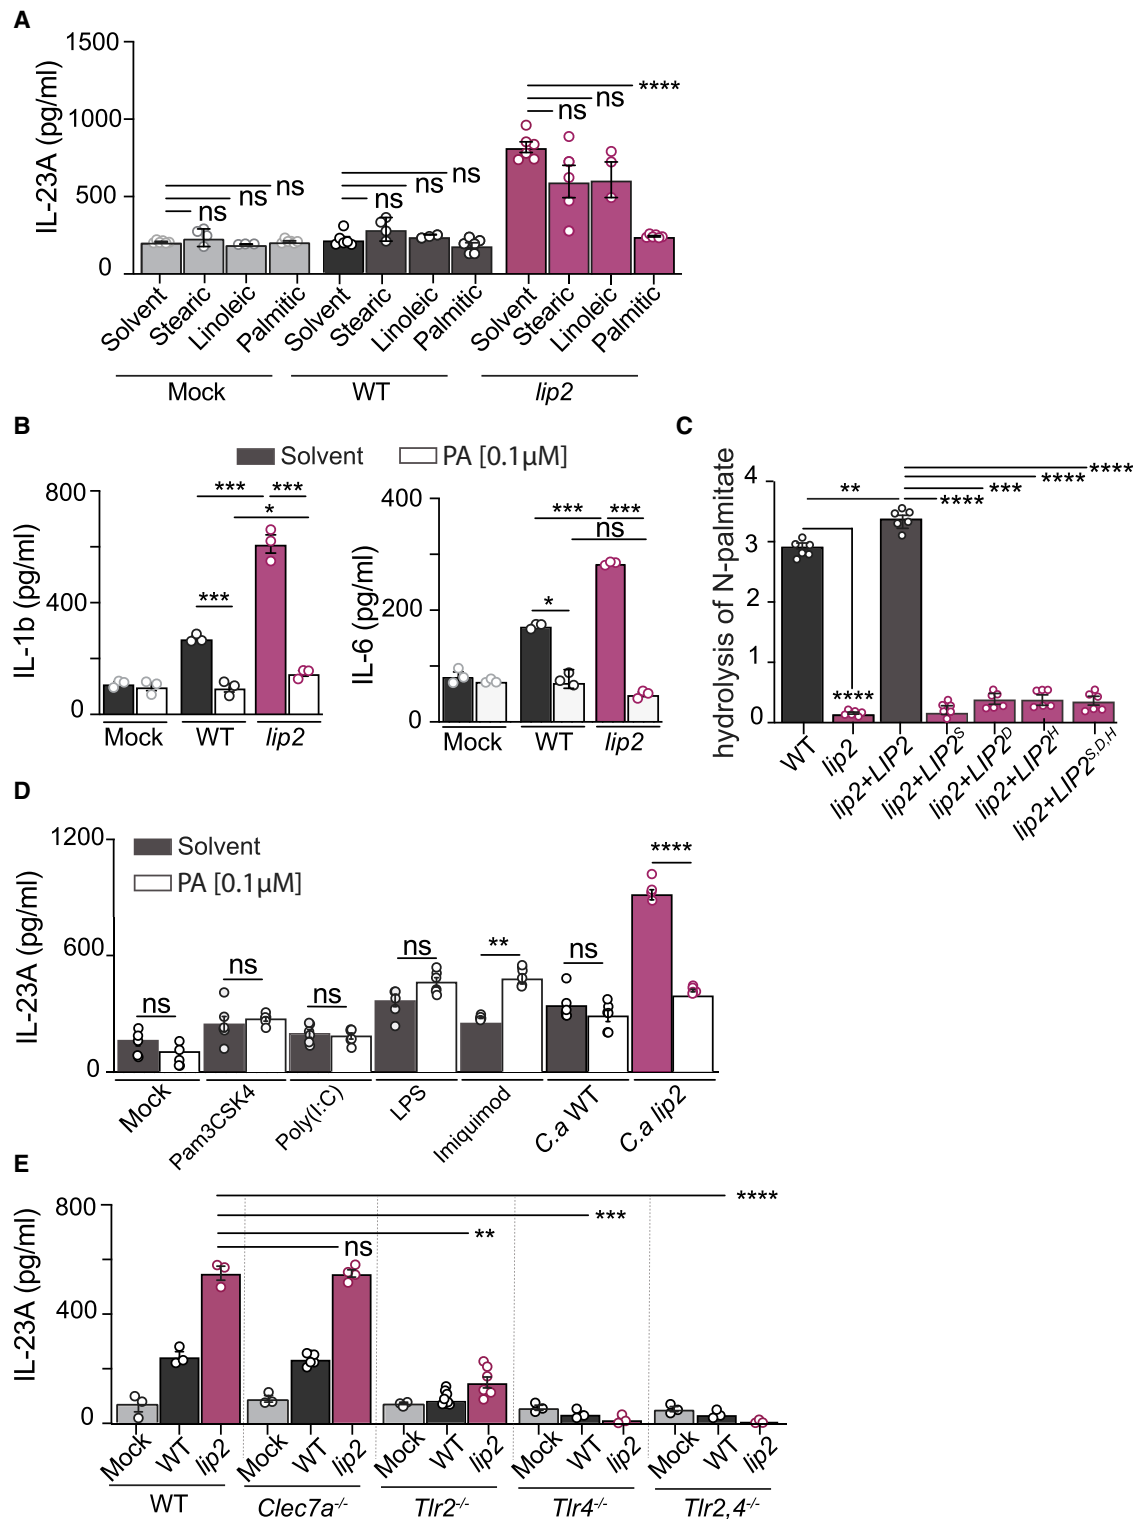 A
IL-23A (pg/ml)
1500
1000
500
0
ns
ns
ns
ns
ns
ns
ns
ns
****
Solvent
Stearic
Linoleic
Palmitic
Solvent
Stearic
Linoleic
Palmitic
Solvent
Stearic
Linoleic
Palmitic
Mock
WT
lip2
B
Solvent
PA [0.1µM]
IL-1b (pg/ml)
800
400
0
***
***
*
***
Mock
WT
lip2
IL-6 (pg/ml)
400
200
0
***
***
ns
*
Mock
WT
lip2
C
hydrolysis of N-palmitate
4
3
2
1
0
**
****
***
****
****
****
WT
lip2
lip2+LIP2
lip2+LIP2S
lip2+LIP2D
lip2+LIP2H
lip2+LIP2S,D,H
D
IL-23A (pg/ml)
1200
600
0
Solvent
PA [0.1µM]
ns
ns
ns
ns
**
ns
****
Mock
Pam3CSK4
Poly(I:C)
LPS
Imiquimod
C.a WT
C.a lip2
E
IL-23A (pg/ml)
800
400
0
****
***
**
ns
Mock
WT
lip2
Mock
WT
lip2
Mock
WT
lip2
Mock
WT
lip2
Mock
WT
lip2
WT
Clec7a-/-
Tlr2-/-
Tlr4-/-
Tlr2,4-/-